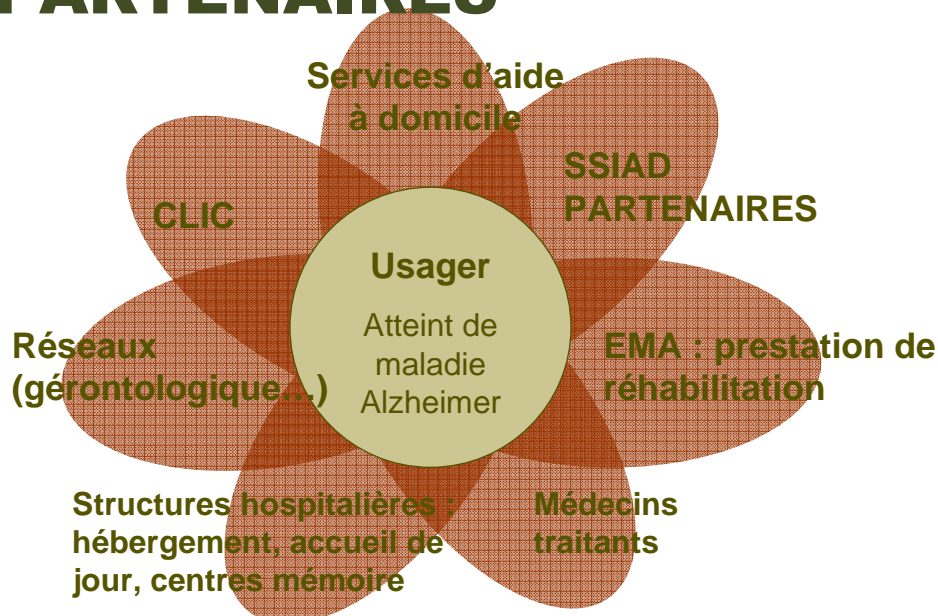 PARTENAIRES
Services d'aide
à domicile
SSIAD
PARTENAIRES
CLIC
Usager
Atteint de
maladie
Alzheimer
Réseaux
(gérontologique…)
EMA : prestation de
réhabilitation
Structures hospitalières :
hébergement, accueil de
jour, centres mémoire
Médecins
traitants